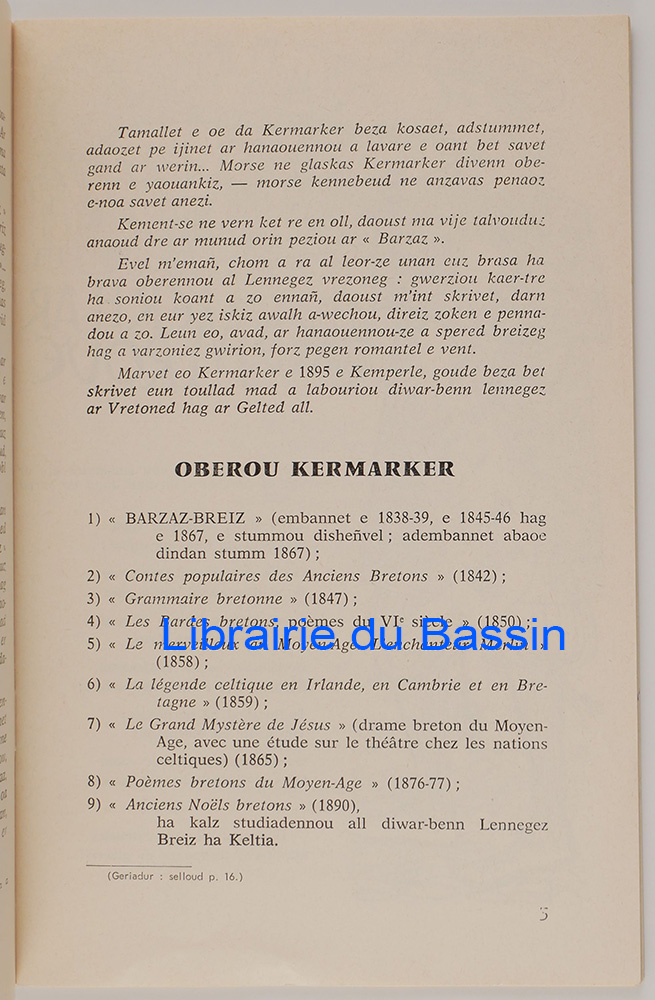 Tamallet e oe da Kermarker beza kosaet, adstummet,
adaozet pe ijinet ar hanaouennou a lavare e oant bet savet
gand ar werin... Morse ne glaskas Kermarker divenn obe-
renn e yaouankiz, — morse kennebeud ne anzavas penaoz
e-noa savet anezi.
Kement-se ne vern ket re en oll, daoust ma vije talvouduz
anaoud dre ar munud orin peziou ar « Barzaz ».
Evel m'emañ, chom a ra al leor-ze unan euz brasa ha
brava oberennou al Lennegez vrezoneg : gwerziou kaer-tre
ha soniou koant a zo ennañ, daoust m'int skrivet, darn
anezo, en eur yez iskiz awalh a-wechou, direiz zoken e penna-
dou a zo. Leun eo, avad, ar hanaouennou-ze a spered breizeg
hag a varzoniez gwirion, forz pegen romantel e vent.
Marvet eo Kermarker e 1895 e Kemperle, goude beza bet
skrivet eun toullad mad a labouriou diwar-benn lennegez
ar Vretoned hag ar Gelted all.
OBEROU KERMARKER
1) « BARZAZ-BREIZ » (embannet e 1838-39, e 1845-46 hag
e 1867, e stummou disheñvel ; adembannet abaoe
dindan stumm 1867) ;
2) « Contes populaires des Anciens Bretons » (1842) ;
3) « Grammaire bretonne » (1847) ;
4) « Les Bardes bretons, poèmes du VIe siècle » (1850) ;
Librairie du Bassin
5) « Le merveilleux au Moyen-Age. L'enchanteur Merlin »
(1858) ;
6) « La légende celtique en Irlande, en Cambrie et en Bre-
tagne » (1859) ;
7) « Le Grand Mystère de Jésus » (drame breton du Moyen-
Age, avec une étude sur le théâtre chez les nations
celtiques) (1865) ;
8) « Poèmes bretons du Moyen-Age » (1876-77) ;
9) « Anciens Noëls bretons » (1890),
ha kalz studiadennou all diwar-benn Lennegez
Breiz ha Keltia.
(Geriadur : selloud p. 16.)
5